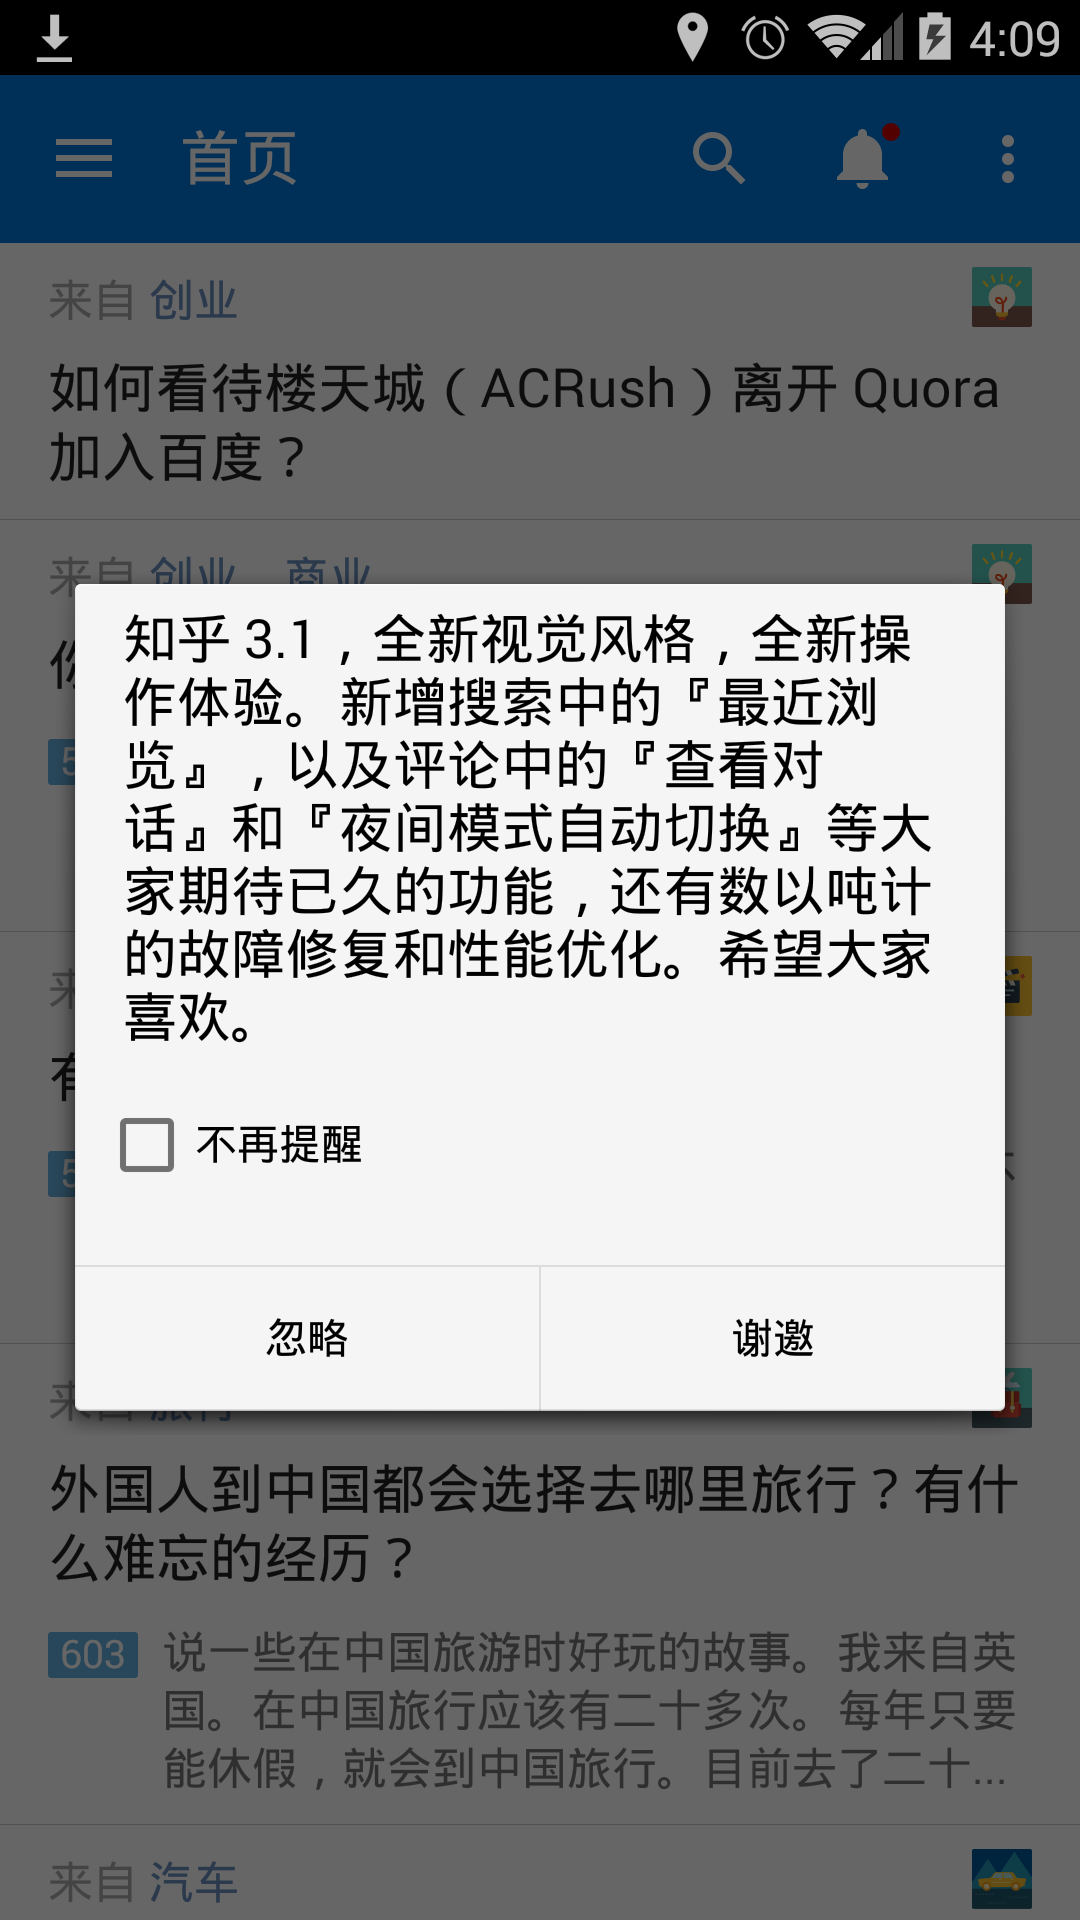 4:09
首页
来自 创业
如何看待楼天城（ACRush）离开 Quora
加入百度？
来自 创业 商业
知乎 3.1，全新视觉风格，全新操
作体验。新增搜索中的『最近浏
览』，以及评论中的『查看对
话』和『夜间模式自动切换』等大
家期待已久的功能，还有数以吨计
的故障修复和性能优化。希望大家
喜欢。
不再提醒
忽略
谢邀
来自 旅行
外国人到中国都会选择去哪里旅行？有什
么难忘的经历？
603
说一些在中国旅游时好玩的故事。我来自英
国。在中国旅行应该有二十多次。每年只要
能休假，就会到中国旅行。目前去了二十...
来自 汽车